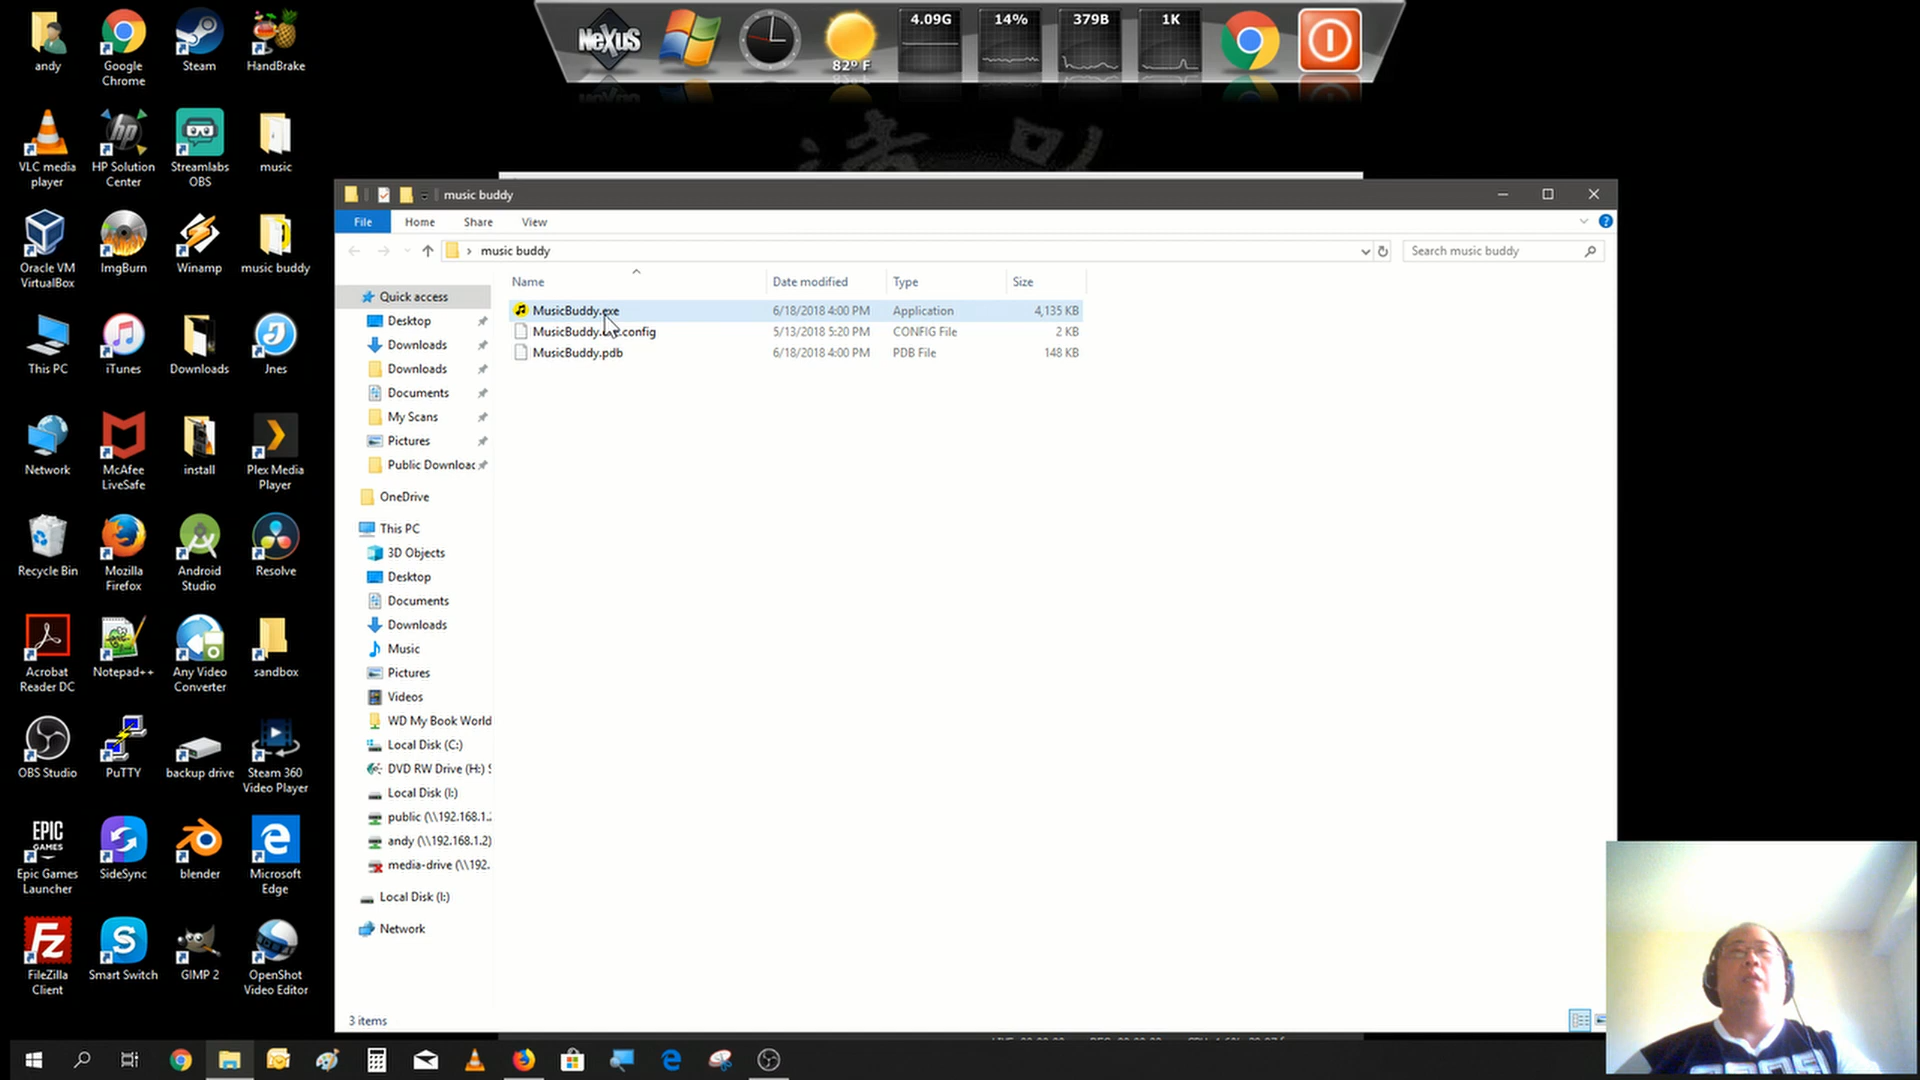 NeXuS
82° F
4.09G
14%
379B
1K
andy
Google
Chrome
Steam
HandBrake
VLC media
player
HP Solution
Center
Streamlabs
OBS
music
Oracle VM
VirtualBox
ImgBurn
Winamp
music buddy
This PC
iTunes
Downloads
Jnes
Network
McAfee
LiveSafe
install
Plex Media
Player
Recycle Bin
Mozilla
Firefox
Android
Studio
Resolve
Acrobat
Reader DC
Notepad++
Any Video
Converter
sandbox
OBS Studio
PuTTY
backup drive
Steam 360
Video Player
EPIC
GAMES
Epic Games
Launcher
SideSync
blender
Microsoft
Edge
FileZilla
Client
Smart Switch
GIMP 2
OpenShot
Video Editor
music buddy
File
Home
Share
View
music buddy
Search music buddy
Name
Date modified
Type
Size
MusicBuddy.exe 6/18/2018 4:00 PM Application 4,135 KB
MusicBuddy.exe.config 5/13/2018 5:20 PM CONFIG File 2 KB
MusicBuddy.pdb 6/18/2018 4:00 PM PDB File 148 KB
Quick access
Desktop
Downloads
Downloads
Documents
My Scans
Pictures
Public Downloac
OneDrive
This PC
3D Objects
Desktop
Documents
Downloads
Music
Pictures
Videos
WD My Book World
Local Disk (C:)
DVD RW Drive (H:) S
Local Disk (I:)
public (\\192.168.1.2
andy (\\192.168.1.2)
media-drive (\\192.
Local Disk (I:)
Network
3 items